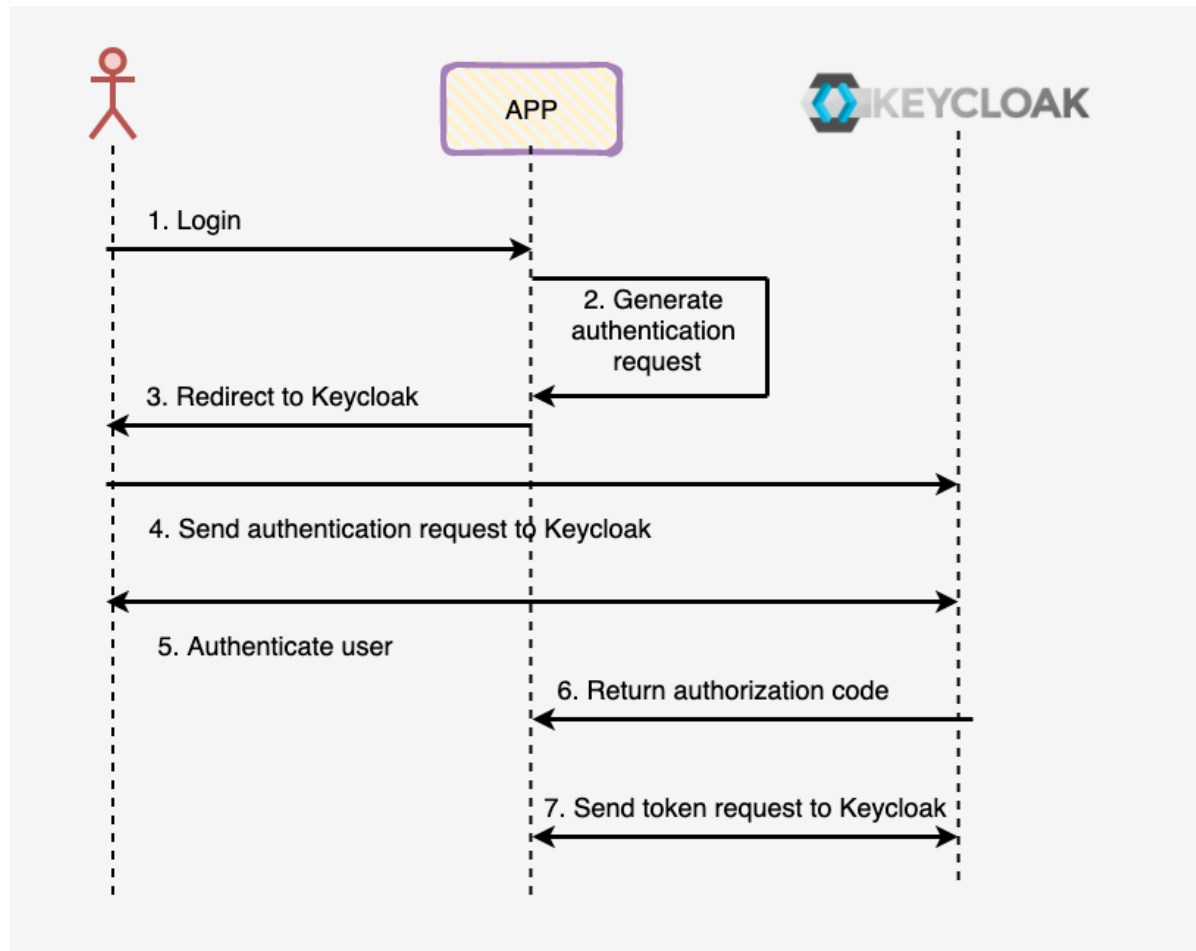 APP
KEYCLOAK
1. Login
2. Generate
authentication
request
3. Redirect to Keycloak
4. Send authentication request to Keycloak
5. Authenticate user
6. Return authorization code
7. Send token request to Keycloak